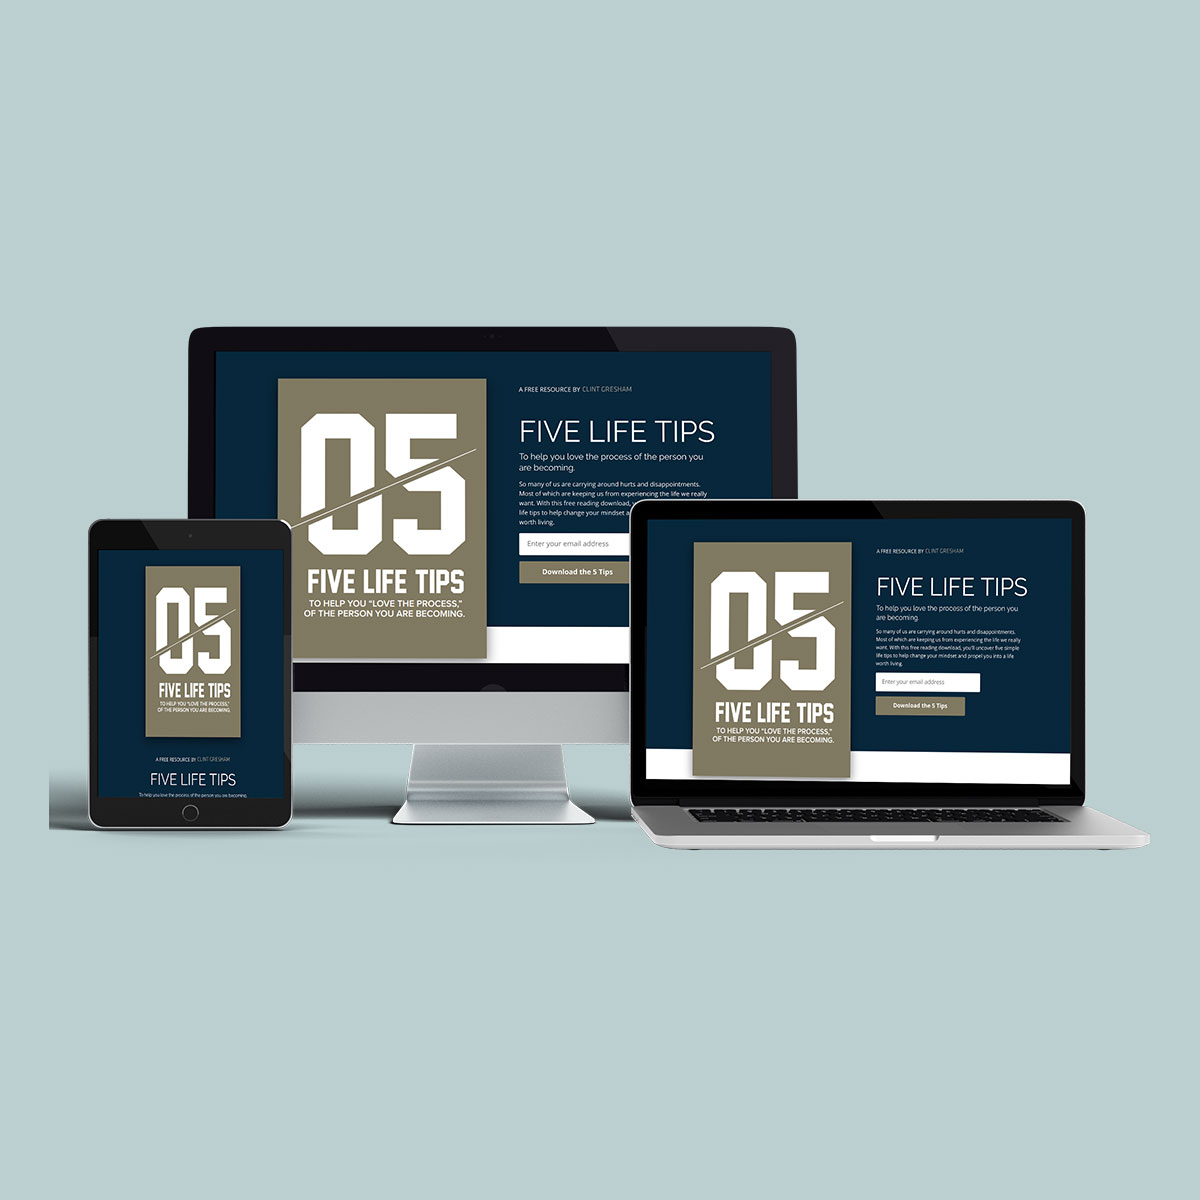 05
FIVE LIFE TIPS
TO HELP YOU “LOVE THE PROCESS,”
OF THE PERSON YOU ARE BECOMING.
A FREE RESOURCE BY CLINT GRESHAM
FIVE LIFE TIPS
To help you love the process of the person you
are becoming.
So many of us are carrying around hurts and disappointments.
Most of which are keeping us from experiencing the life we really
want. With this free reading download,
life tips to help change your mindset
worth living.
Enter your email address
Download the 5 Tips
05
FIVE LIFE TIPS
TO HELP YOU “LOVE THE PROCESS,”
OF THE PERSON YOU ARE BECOMING.
A FREE RESOURCE BY CLINT GRESHAM
FIVE LIFE TIPS
To help you love the process of the person you are becoming.
05
FIVE LIFE TIPS
TO HELP YOU “LOVE THE PROCESS,”
OF THE PERSON YOU ARE BECOMING.
A FREE RESOURCE BY CLINT GRESHAM
FIVE LIFE TIPS
To help you love the process of the person you
are becoming.
So many of us are carrying around hurts and disappointments.
Most of which are keeping us from experiencing the life we really
want. With this free reading download, you'll uncover five simple
life tips to help change your mindset and propel you into a life
worth living.
Enter your email address
Download the 5 Tips